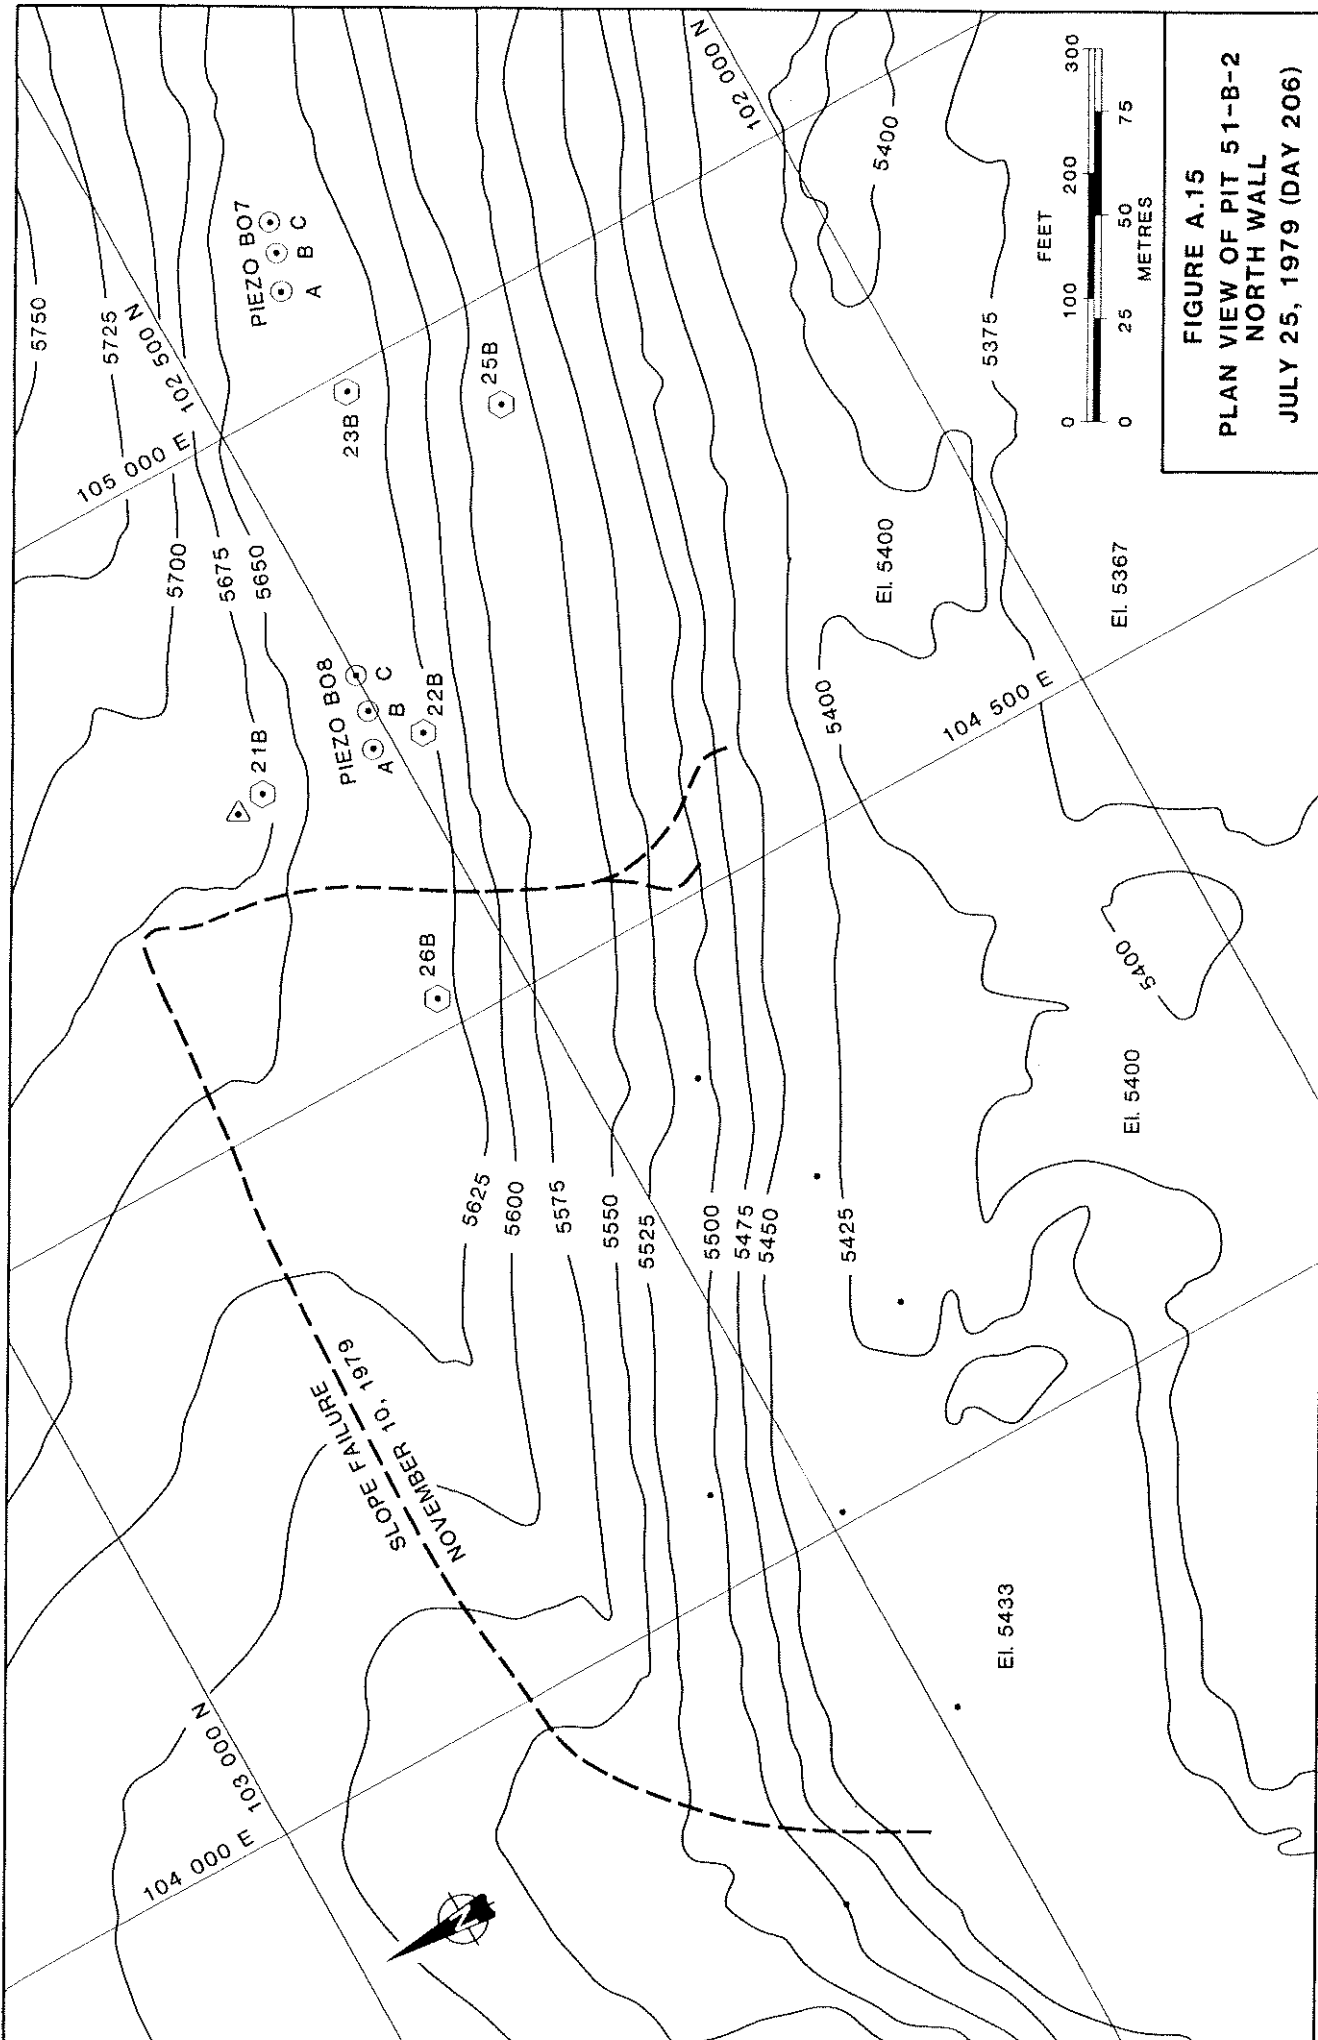 5750
5725
5700
5675
5650
105 000 E
102 500 N
102 000 N
PIEZO B07
A
B
C
23B
25B
PIEZO B08
A
B
C
21B
22B
26B
5625
5600
5575
5550
5525
5500
5475
5450
5425
5400
5400
5400
5375
El. 5400
El. 5367
El. 5400
El. 5433
104 500 E
103 000 N
104 000 E
SLOPE FAILURE
NOVEMBER 10, 1979
N
FEET
0 100 200 300
0 25 50 75
METRES
FIGURE A.15
PLAN VIEW OF PIT 51-B-2
NORTH WALL
JULY 25, 1979 (DAY 206)